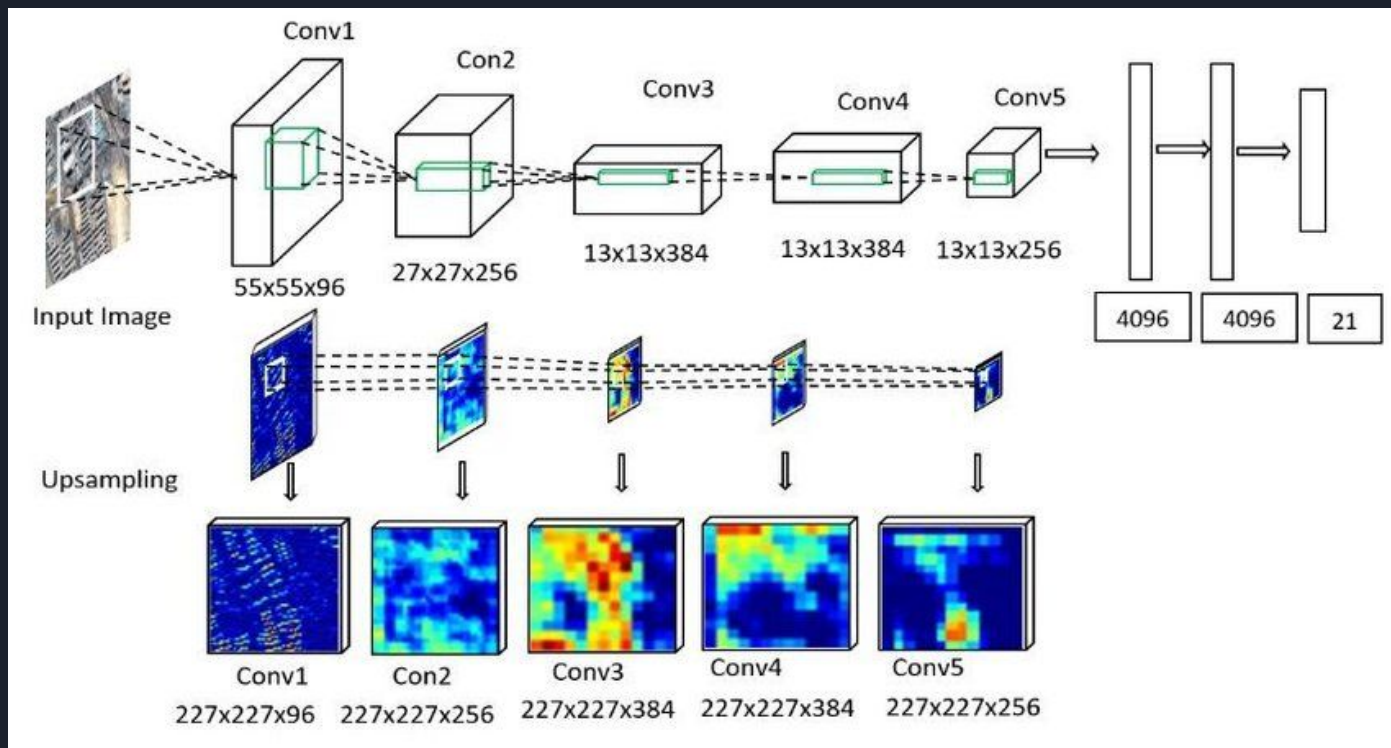 Conv1
Con2
Conv3
Conv4
Conv5
55x55x96
27x27x256
13x13x384
13x13x384
13x13x256
Input Image
4096
4096
21
Upsampling
Conv1
Con2
Conv3
Conv4
Conv5
227x227x96
227x227x256
227x227x384
227x227x384
227x227x256